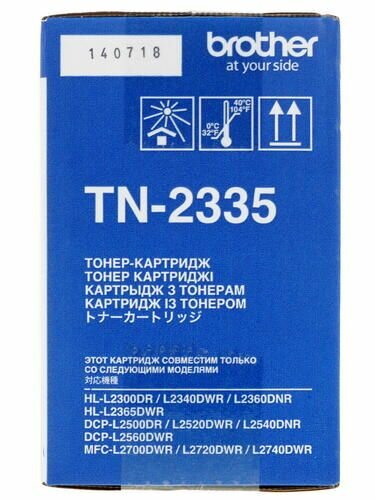 140718
brother
at your side
0°C
32°F
40°C
104°F
TN-2335
ТОНЕР-КАРТРИДЖ
ТОНЕР КАРТРИДЖІ
КАРТРЫДЖ З ТОНЕРАМ
КАРТРИДЖ ІЗ ТОНЕРОМ
トナーカートリッジ
ЭТОТ КАРТРИДЖ СОВМЕСТИМ ТОЛЬКО
СО СЛЕДУЮЩИМИ МОДЕЛЯМИ
対応機種
HL-L2300DR / L2340DWR / L2360DNR
HL-L2365DWR
DCP-L2500DR / L2520DWR / L2540DNR
DCP-L2560DWR
MFC-L2700DWR / L2720DWR / L2740DWR